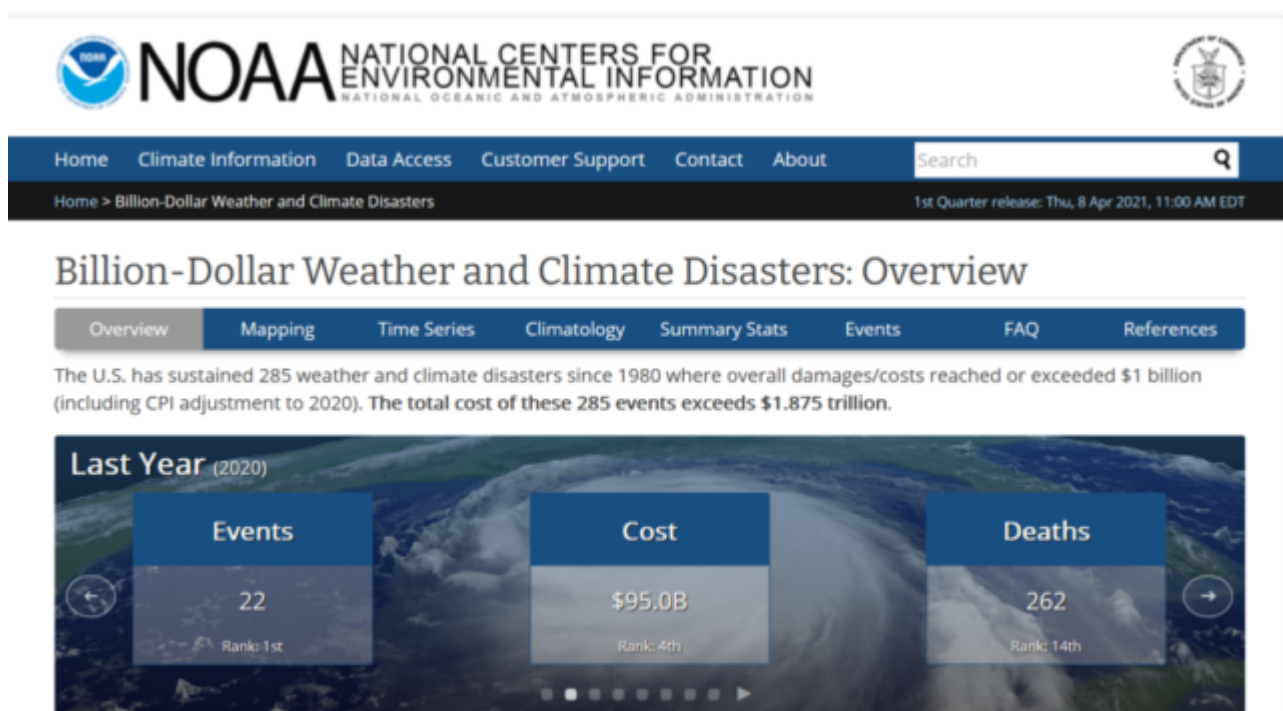 NOAA NATIONAL CENTERS FOR
ENVIRONMENTAL INFORMATION
NATIONAL OCEANIC AND ATMOSPHERIC ADMINISTRATION
Home Climate Information Data Access Customer Support Contact About Search
Home > Billion-Dollar Weather and Climate Disasters 1st Quarter release: Thu, 8 Apr 2021, 11:00 AM EDT
Billion-Dollar Weather and Climate Disasters: Overview
Overview Mapping Time Series Climatology Summary Stats Events FAQ References
The U.S. has sustained 285 weather and climate disasters since 1980 where overall damages/costs reached or exceeded $1 billion
(including CPI adjustment to 2020). The total cost of these 285 events exceeds $1.875 trillion.
Last Year (2020)
Events Cost Deaths
22 $95.0B 262
Rank: 1st Rank: 4th Rank: 14th